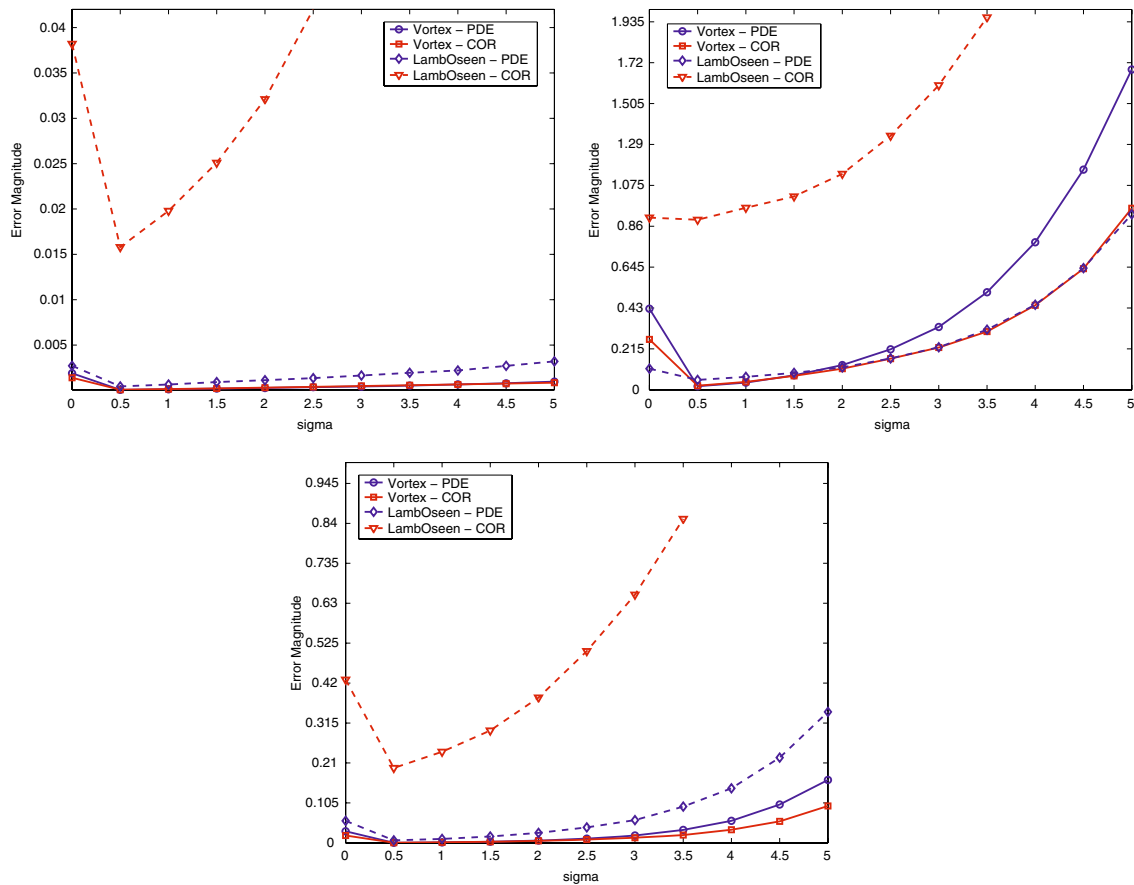 0.04
0.035
0.03
0.025
0.02
0.015
0.01
0.005
Error Magnitude
Vortex – PDE
Vortex – COR
LambOseen – PDE
LambOseen – COR
0 0.5 1 1.5 2 2.5 3 3.5 4 4.5 5
sigma
1.935
1.72
1.505
1.29
1.075
0.86
0.645
0.43
0.215
0
Error Magnitude
Vortex – PDE
Vortex – COR
LambOseen – PDE
LambOseen – COR
0 0.5 1 1.5 2 2.5 3 3.5 4 4.5 5
sigma
0.945
0.84
0.735
0.63
0.525
0.42
0.315
0.21
0.105
0
Error Magnitude
Vortex – PDE
Vortex – COR
LambOseen – PDE
LambOseen – COR
0 0.5 1 1.5 2 2.5 3 3.5 4 4.5 5
sigma